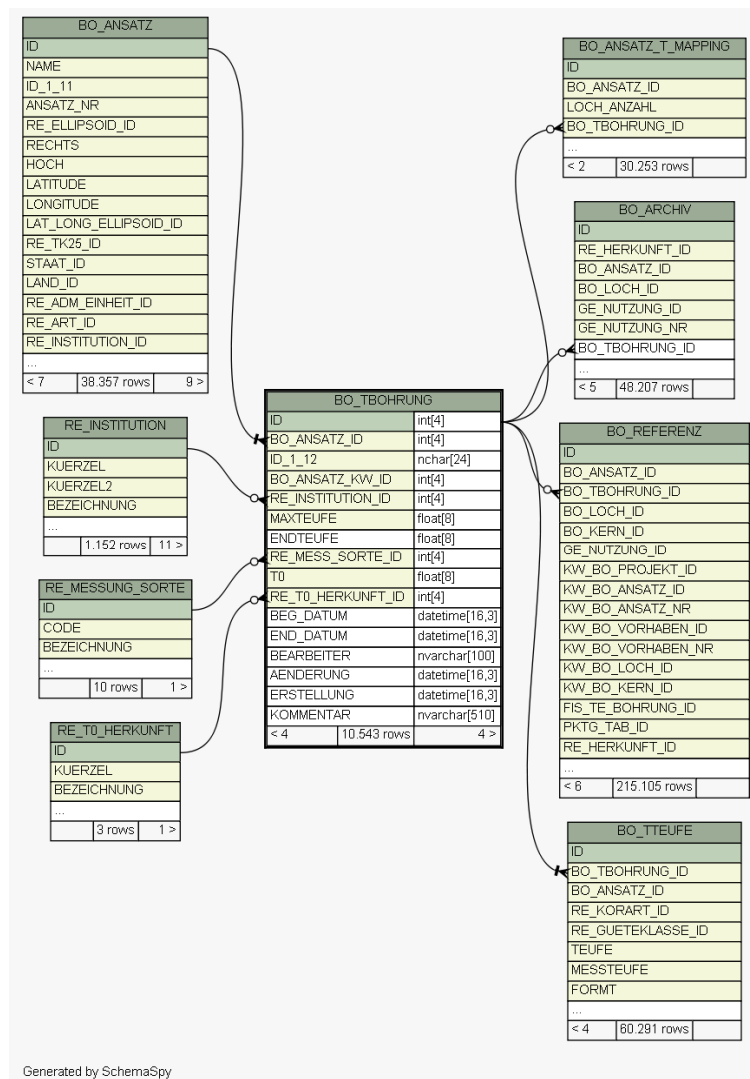 BO_ANSATZ
ID
NAME
ID_1_11
ANSATZ_NR
RE_ELLIPSOID_ID
RECHTS
HOCH
LATITUDE
LONGITUDE
LAT_LONG_ELLIPSOID_ID
RE_TK25_ID
STAAT_ID
LAND_ID
RE_ADM_EINHEIT_ID
RE_ART_ID
RE_INSTITUTION_ID
...
< 7 38.357 rows 9 >
RE_INSTITUTION
ID
KUERZEL
KUERZEL2
BEZEICHNUNG
...
1.152 rows 11 >
RE_MESSUNG_SORTE
ID
CODE
BEZEICHNUNG
...
10 rows 1 >
RE_T0_HERKUNFT
ID
KUERZEL
BEZEICHNUNG
...
3 rows 1 >
BO_TBOHRUNG
ID int[4]
BO_ANSATZ_ID int[4]
ID_1_12 nchar[24]
BO_ANSATZ_KW_ID int[4]
RE_INSTITUTION_ID int[4]
MAXTEUFE float[8]
ENDTEUFE float[8]
RE_MESS_SORTE_ID int[4]
T0 float[8]
RE_T0_HERKUNFT_ID int[4]
BEG_DATUM datetime[16,3]
END_DATUM datetime[16,3]
BEARBEITER nvarchar[100]
AENDERUNG datetime[16,3]
ERSTELLUNG datetime[16,3]
KOMMENTAR nvarchar[510]
< 4 10.543 rows 4 >
BO_ANSATZ_T_MAPPING
ID
BO_ANSATZ_ID
LOCH_ANZAHL
BO_TBOHRUNG_ID
...
< 2 30.253 rows
BO_ARCHIV
ID
RE_HERKUNFT_ID
BO_ANSATZ_ID
BO_LOCH_ID
GE_NUTZUNG_ID
GE_NUTZUNG_NR
BO_TBOHRUNG_ID
...
< 5 48.207 rows
BO_REFERENZ
ID
BO_ANSATZ_ID
BO_TBOHRUNG_ID
BO_LOCH_ID
BO_KERN_ID
GE_NUTZUNG_ID
KW_BO_PROJEKT_ID
KW_BO_ANSATZ_ID
KW_BO_ANSATZ_NR
KW_BO_VORHABEN_ID
KW_BO_VORHABEN_NR
KW_BO_LOCH_ID
KW_BO_KERN_ID
FIS_TE_BOHRUNG_ID
PKTG_TAB_ID
RE_HERKUNFT_ID
...
< 6 215.105 rows
BO_TTEUFE
ID
BO_TBOHRUNG_ID
BO_ANSATZ_ID
RE_KORART_ID
RE_GUETEKLASSE_ID
TEUFE
MESSTEUFE
FORMT
...
< 4 60.291 rows
Generated by SchemaSpy